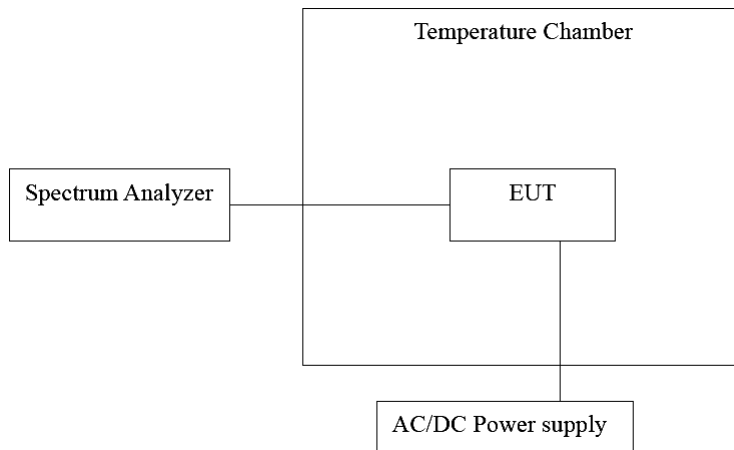 Temperature Chamber
Spectrum Analyzer
EUT
AC/DC Power supply